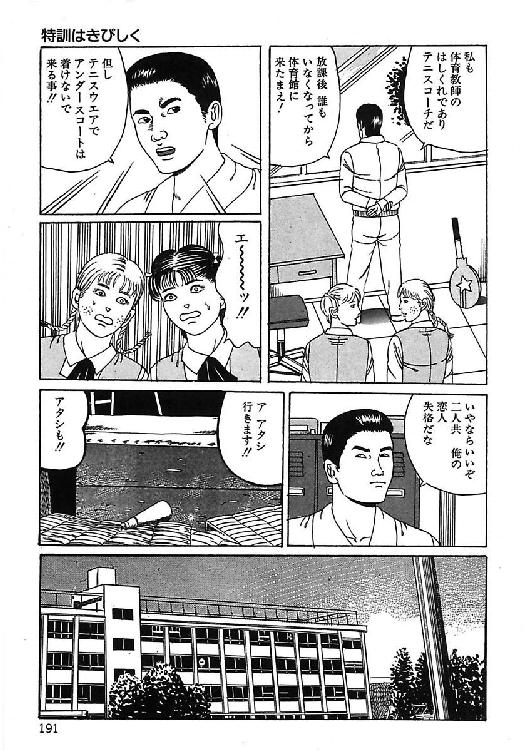 特訓はきびしく
私も
体育教師の
はしくれであり
テニスコーチだ
放課後 誰も
いなくなってから
体育館に
来たまえ!
但し
テニスウエアで
アンダースコートは
着けないで
来る事!!
エ〜〜〜〜ッ!!
いやならいいぞ
二人共 俺の
恋人
失格だな
ア アタシ
行きます!!
アタシも!!
191